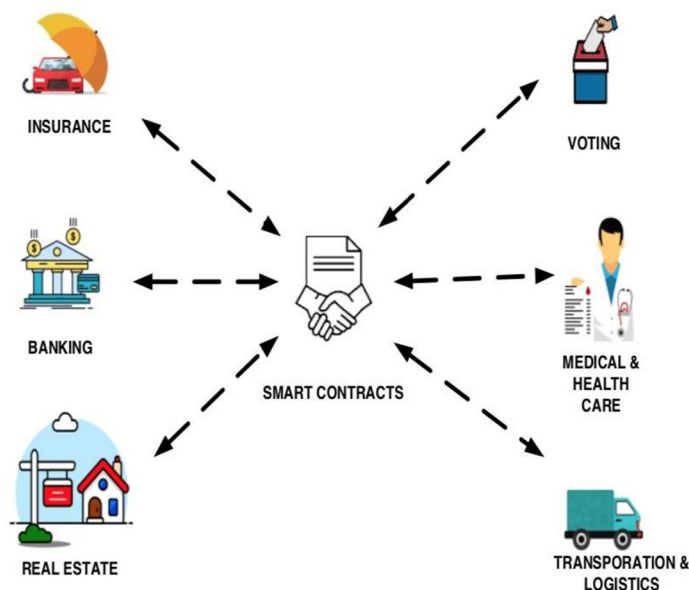 INSURANCE
VOTING
BANKING
SMART CONTRACTS
MEDICAL &
HEALTH
CARE
REAL ESTATE
TRANSPORATION &
LOGISTICS